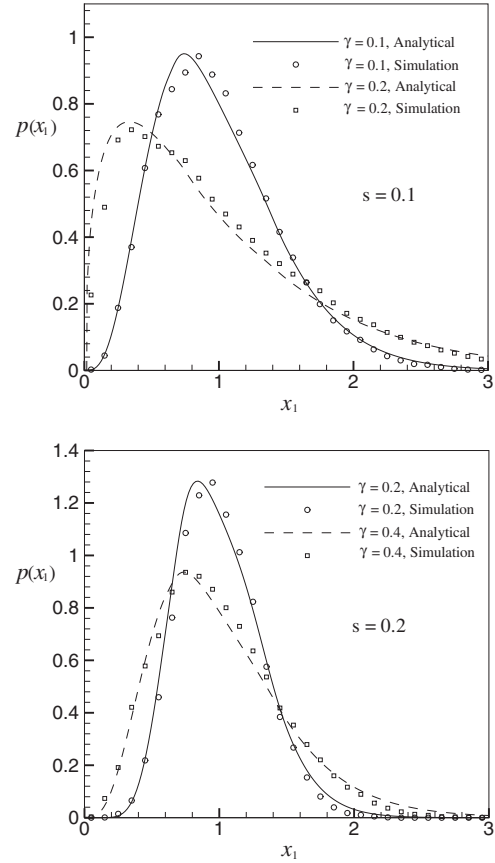 1
γ = 0.1, Analytical
γ = 0.1, Simulation
γ = 0.2, Analytical
γ = 0.2, Simulation
0.8
p(x₁)
0.6
s = 0.1
0.4
0.2
0
0 1 2 3
x₁
1.4
γ = 0.2, Analytical
γ = 0.2, Simulation
γ = 0.4, Analytical
γ = 0.4, Simulation
1.2
1
p(x₁)
0.8
s = 0.2
0.6
0.4
0.2
0
0 1 2 3
x₁